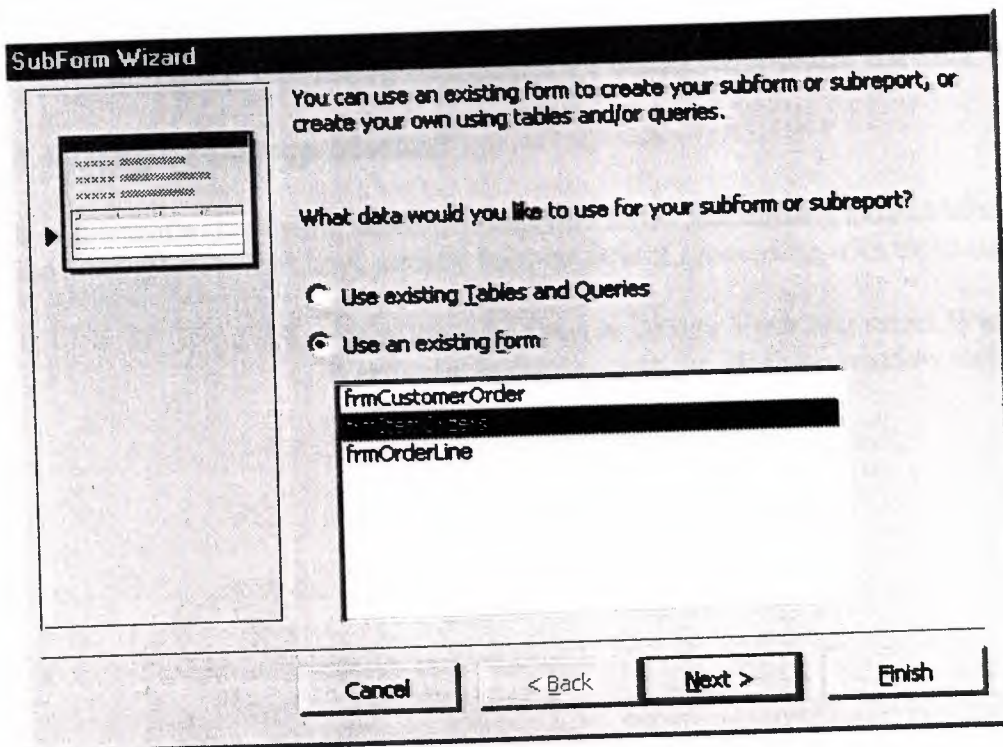 SubForm Wizard
You can use an existing form to create your subform or subreport, or
create your own using tables and/or queries.
What data would you like to use for your subform or subreport?
Use existing Tables and Queries
Use an existing form
frmCustomerOrder
frmOrderLine
Cancel
< Back
Next >
Finish